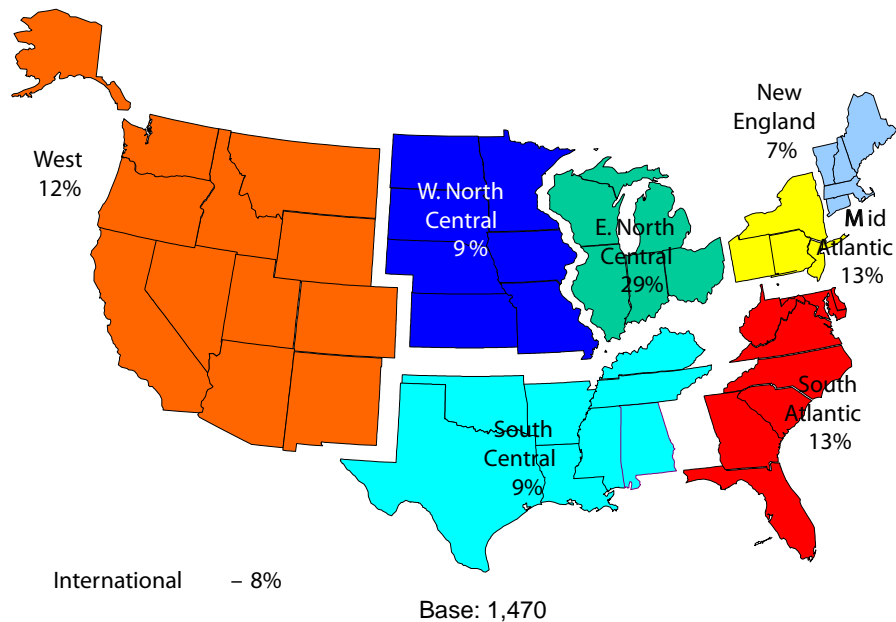 New
England
7%
West
12%
W. North
Central
9 %
E. North
Central
29%
Mid
Atlantic
13%
South
Atlantic
13%
South
Central
9%
International – 8%
Base: 1,470